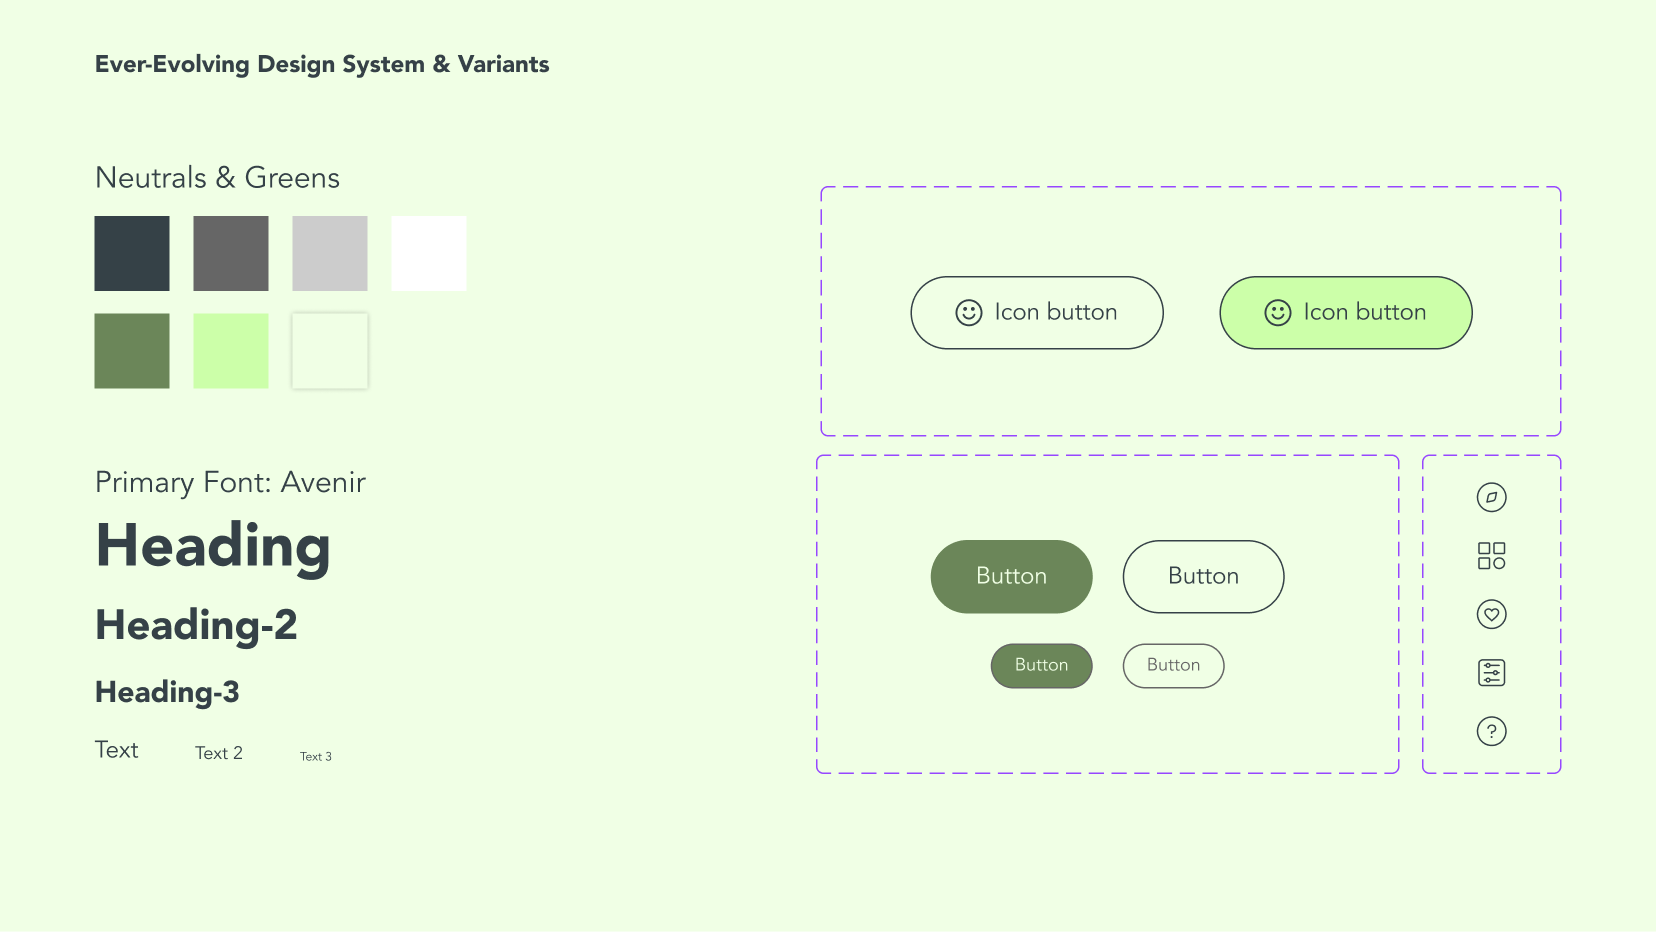 Ever-Evolving Design System & Variants
Neutrals & Greens
Primary Font: Avenir
Heading
Heading-2
Heading-3
Text Text 2 Text 3
Icon button Icon button
Button Button
Button Button
?